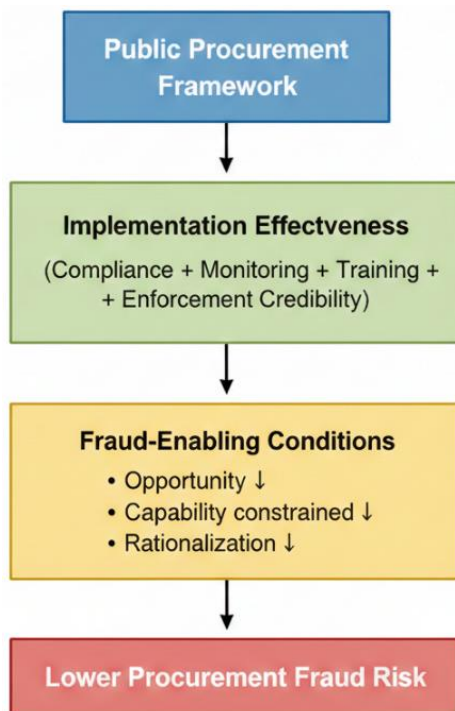 Public Procurement
Framework
Implementation Effectveness
(Compliance + Monitoring + Training +
+ Enforcement Credibility)
Fraud-Enabling Conditions
• Opportunity ↓
• Capability constrained ↓
• Rationalization ↓
Lower Procurement Fraud Risk